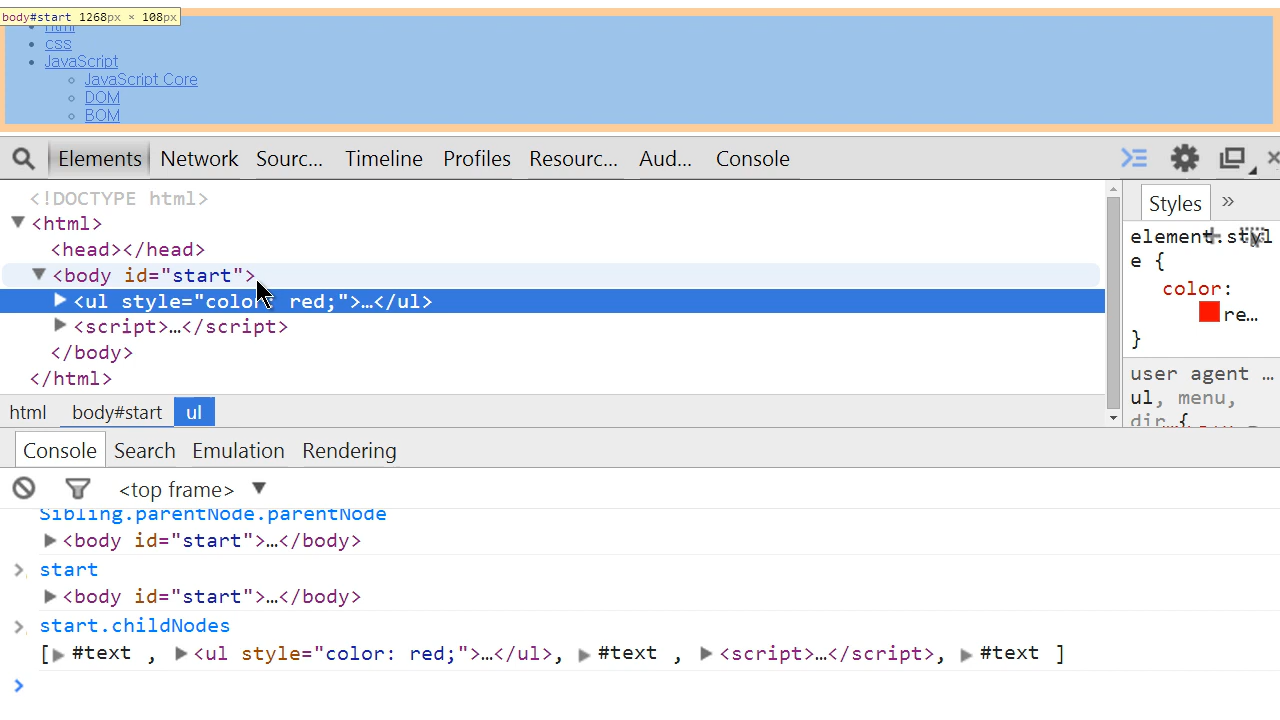 body#start 1268px × 108px
html
css
JavaScript
JavaScript Core
DOM
BOM
Elements Network Sourc... Timeline Profiles Resourc... Aud... Console
<!DOCTYPE html>
<html>
<head></head>
<body id="start">
<ul style="color: red;">…</ul>
<script>…</script>
</body>
</html>
html body#start ul
Styles »
element.styl
e {
color:
re…
}
user agent …
ul, menu,
dir {
Console Search Emulation Rendering
<top frame>
Sibling.parentNode.parentNode
<body id="start">…</body>
start
<body id="start">…</body>
start.childNodes
[ #text , <ul style="color: red;">…</ul>, #text , <script>…</script>, #text ]